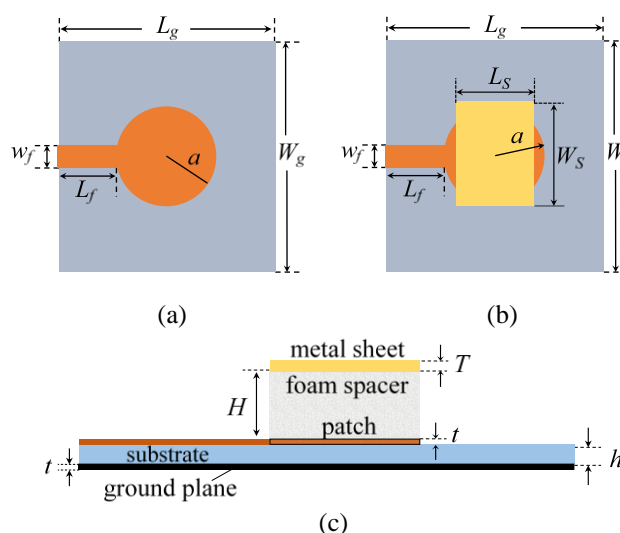 L_g
w_f
a
W_g
L_f
(a)
L_g
L_S
w_f
a
W_S
W
L_f
(b)
metal sheet
T
foam spacer
H
patch
t
substrate
t
h
ground plane
(c)